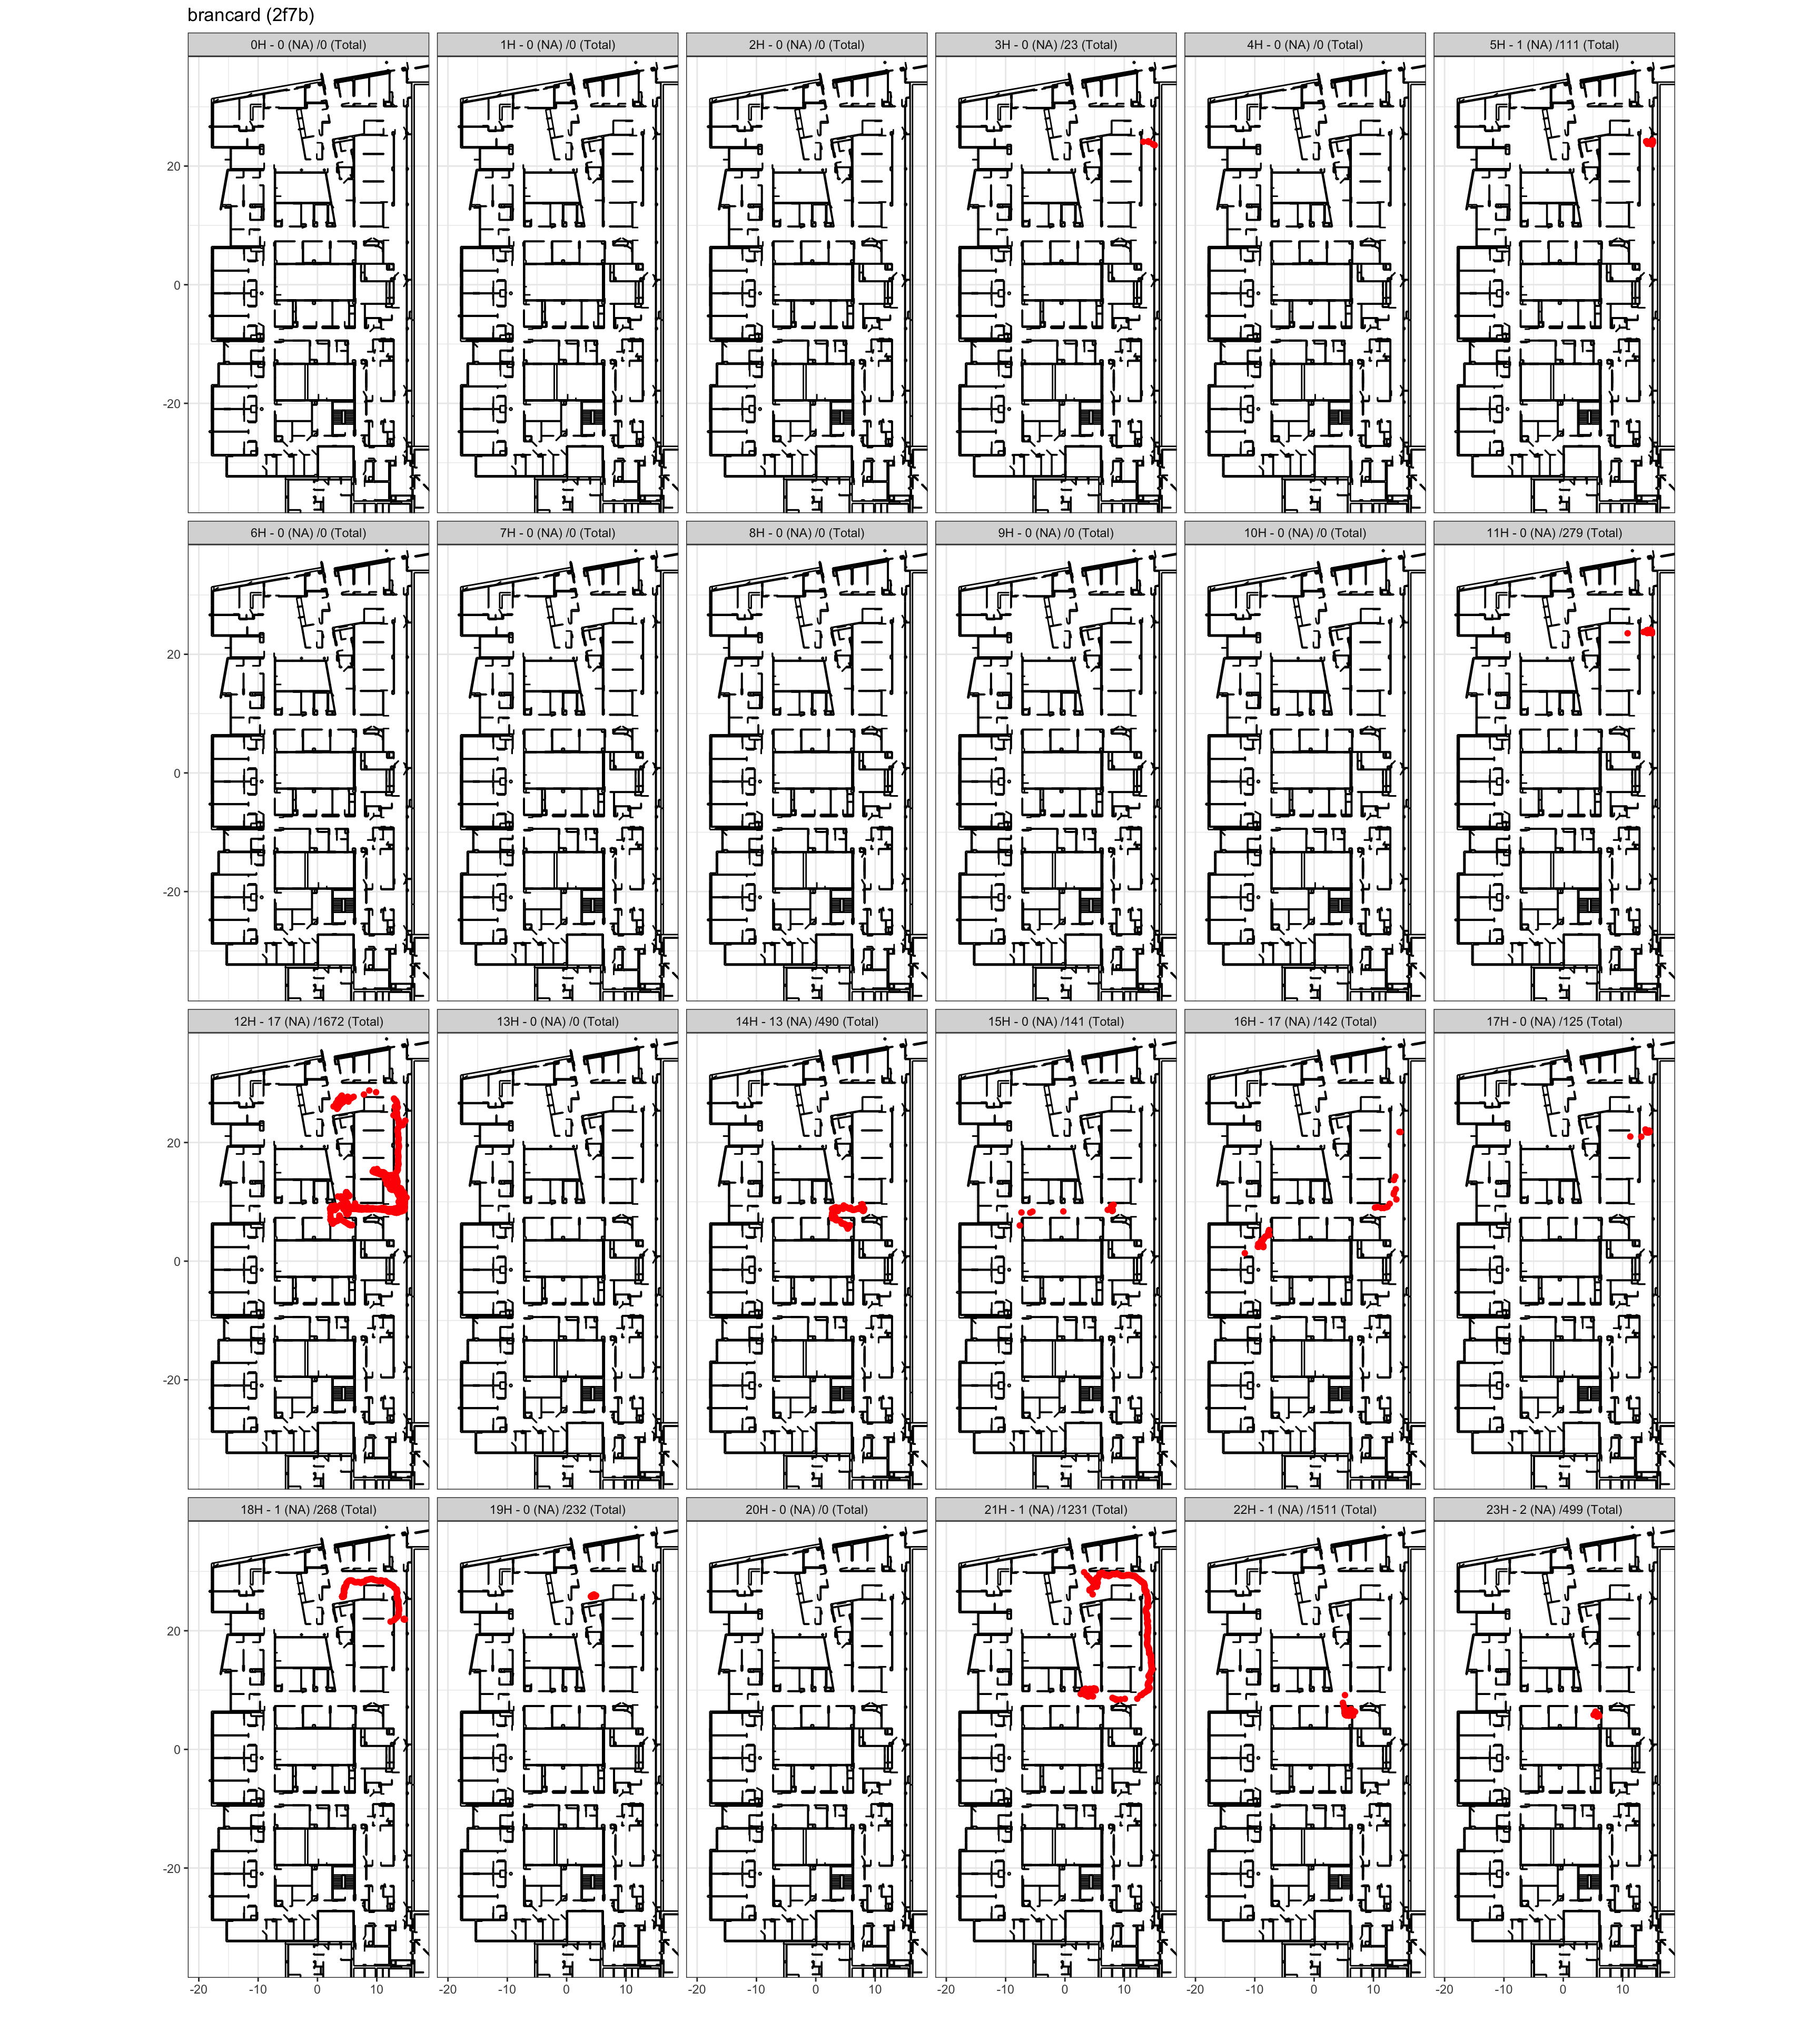 brancard (2f7b)
0H - 0 (NA) /0 (Total) 1H - 0 (NA) /0 (Total) 2H - 0 (NA) /0 (Total) 3H - 0 (NA) /23 (Total) 4H - 0 (NA) /0 (Total) 5H - 1 (NA) /111 (Total)
20
0
-20
6H - 0 (NA) /0 (Total) 7H - 0 (NA) /0 (Total) 8H - 0 (NA) /0 (Total) 9H - 0 (NA) /0 (Total) 10H - 0 (NA) /0 (Total) 11H - 0 (NA) /279 (Total)
20
0
-20
12H - 17 (NA) /1672 (Total) 13H - 0 (NA) /0 (Total) 14H - 13 (NA) /490 (Total) 15H - 0 (NA) /141 (Total) 16H - 17 (NA) /142 (Total) 17H - 0 (NA) /125 (Total)
20
0
-20
18H - 1 (NA) /268 (Total) 19H - 0 (NA) /232 (Total) 20H - 0 (NA) /0 (Total) 21H - 1 (NA) /1231 (Total) 22H - 1 (NA) /1511 (Total) 23H - 2 (NA) /499 (Total)
20
0
-20
-20 -10 0 10 -20 -10 0 10 -20 -10 0 10 -20 -10 0 10 -20 -10 0 10 -20 -10 0 10